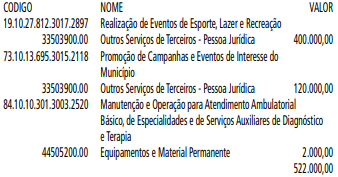 CODIGO NOME VALOR
19.10.27.812.3017.2897 Realização de Eventos de Esporte, Lazer e Recreação
33503900.00 Outros Serviços de Terceiros - Pessoa Jurídica 400.000,00
73.10.13.695.3015.2118 Promoção de Campanhas e Eventos de Interesse do
Município
33503900.00 Outros Serviços de Terceiros - Pessoa Jurídica 120.000,00
84.10.10.301.3003.2520 Manutenção e Operação para Atendimento Ambulatorial
Básico, de Especialidades e de Serviços Auxiliares de Diagnóstico
e Terapia
44505200.00 Equipamentos e Material Permanente 2.000,00
522.000,00